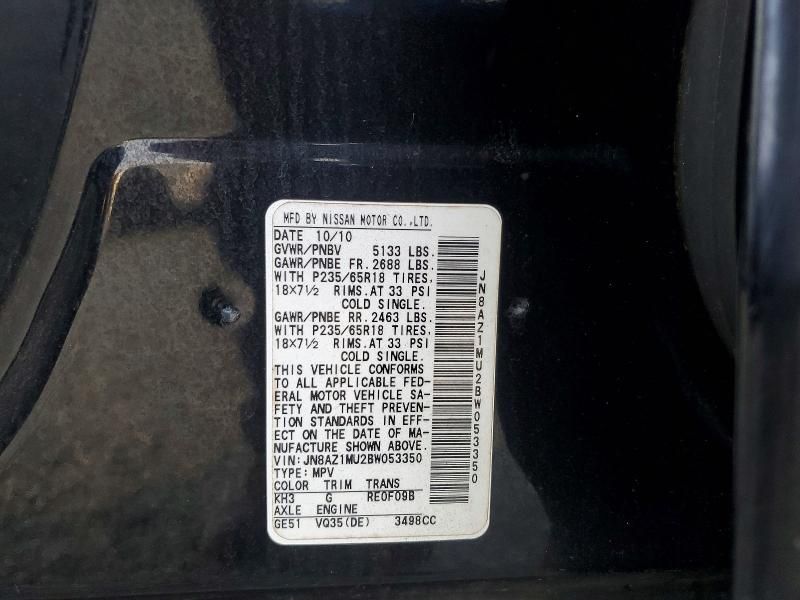 MFD BY NISSAN MOTOR CO.,LTD.
DATE 10/10
GVWR/PNBV 5133 LBS.
GAWR/PNBE FR. 2688 LBS.
WITH P235/65R18 TIRES,
18X7½ RIMS. AT 33 PSI
COLD SINGLE.
GAWR/PNBE RR. 2463 LBS.
WITH P235/65R18 TIRES,
18X7½ RIMS. AT 33 PSI
COLD SINGLE.
THIS VEHICLE CONFORMS
TO ALL APPLICABLE FED-
ERAL MOTOR VEHICLE SA-
FETY AND THEFT PREVEN-
TION STANDARDS IN EFF-
ECT ON THE DATE OF MA-
NUFACTURE SHOWN ABOVE.
VIN: JN8AZ1MU2BW053350
TYPE: MPV
COLOR TRIM TRANS
KH3 G RE0F09B
AXLE ENGINE
GE51 VQ35(DE) 3498CC
JN8AZ1MU2BW053350